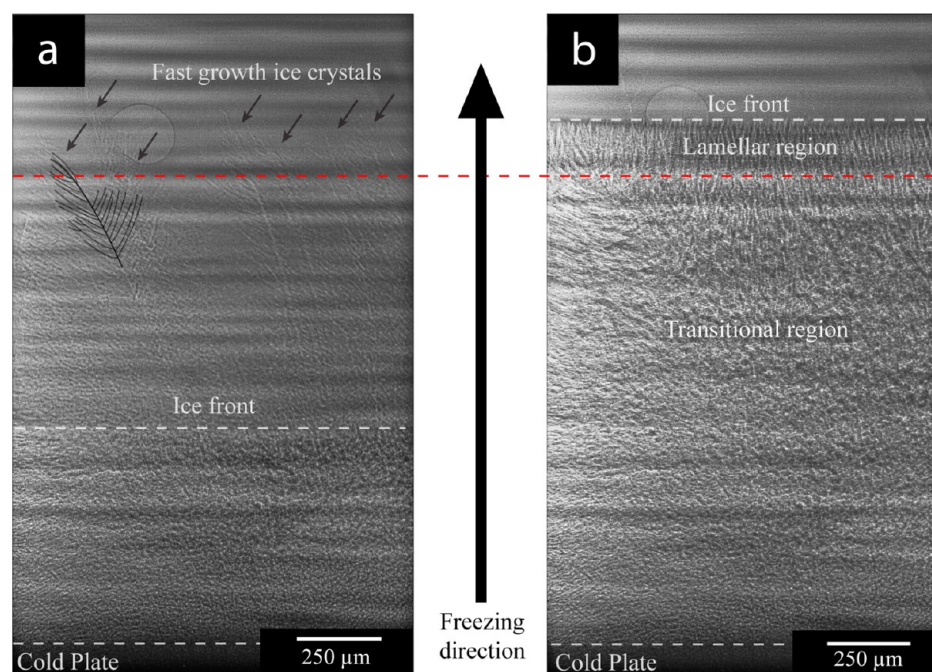 a
Fast growth ice crystals
Ice front
Cold Plate
250 µm
Freezing
direction
b
Ice front
Lamellar region
Transitional region
Cold Plate
250 µm